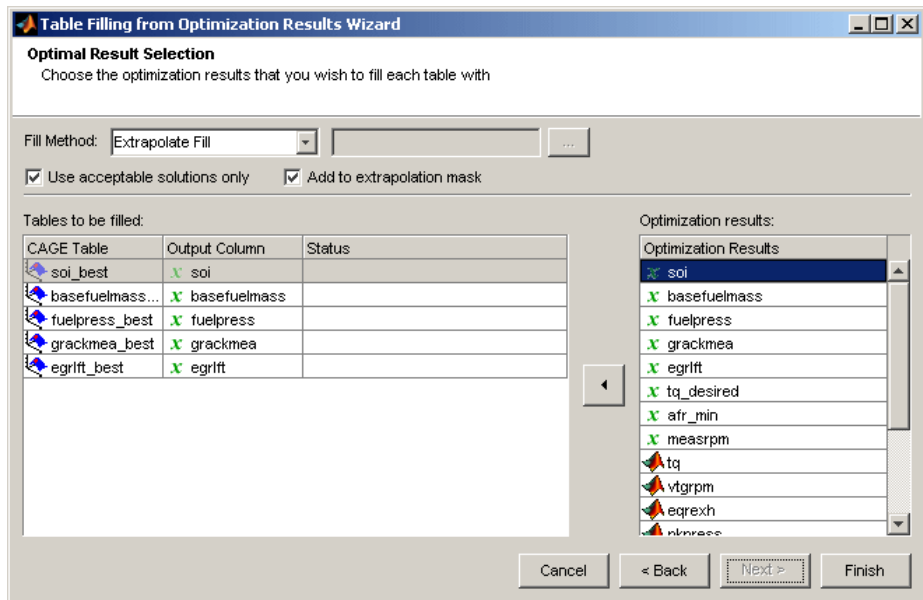 Table Filling from Optimization Results Wizard
Optimal Result Selection
Choose the optimization results that you wish to fill each table with
Fill Method: Extrapolate Fill ...
Use acceptable solutions only Add to extrapolation mask
Tables to be filled:
CAGE Table Output Column Status
soi_best x soi
basefuelmass... x basefuelmass
fuelpress_best x fuelpress
grackmea_best x grackmea
egrlft_best x egrlft
Optimization results:
Optimization Results
x soi
x basefuelmass
x fuelpress
x grackmea
x egrlft
x tq_desired
x afr_min
x measrpm
tq
vtgrpm
eqrexh
pkpress
Cancel < Back Next > Finish